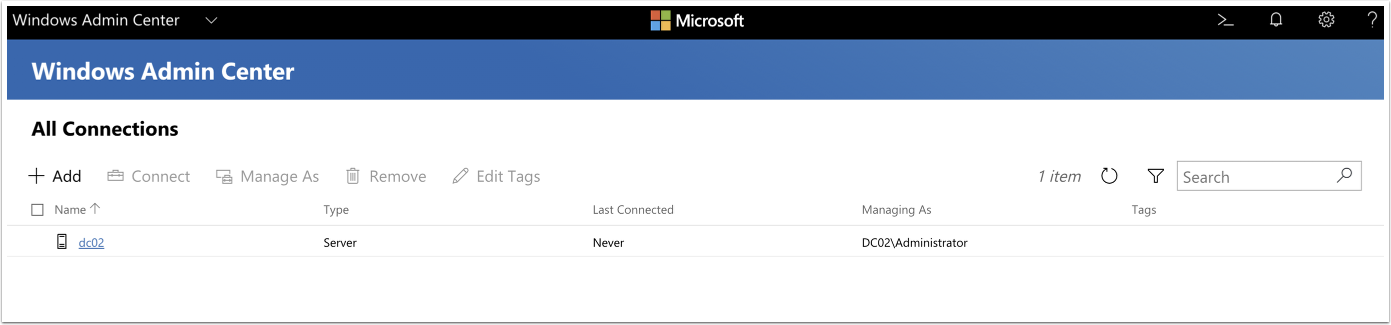 Windows Admin Center Microsoft >_ ?
Windows Admin Center
All Connections
+ Add Connect Manage As Remove Edit Tags 1 item Search
Name ↑ Type Last Connected Managing As Tags
dc02 Server Never DC02\Administrator